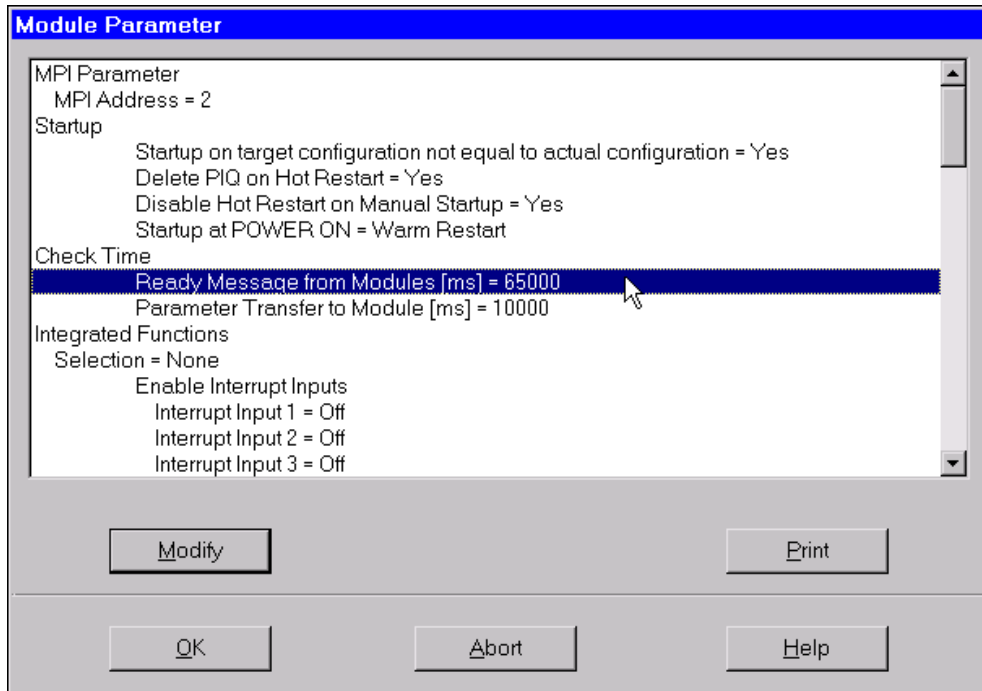 Module Parameter
MPI Parameter
MPI Address = 2
Startup
Startup on target configuration not equal to actual configuration = Yes
Delete PIQ on Hot Restart = Yes
Disable Hot Restart on Manual Startup = Yes
Startup at POWER ON = Warm Restart
Check Time
Ready Message from Modules [ms] = 65000
Parameter Transfer to Module [ms] = 10000
Integrated Functions
Selection = None
Enable Interrupt Inputs
Interrupt Input 1 = Off
Interrupt Input 2 = Off
Interrupt Input 3 = Off
Modify
Print
OK
Abort
Help